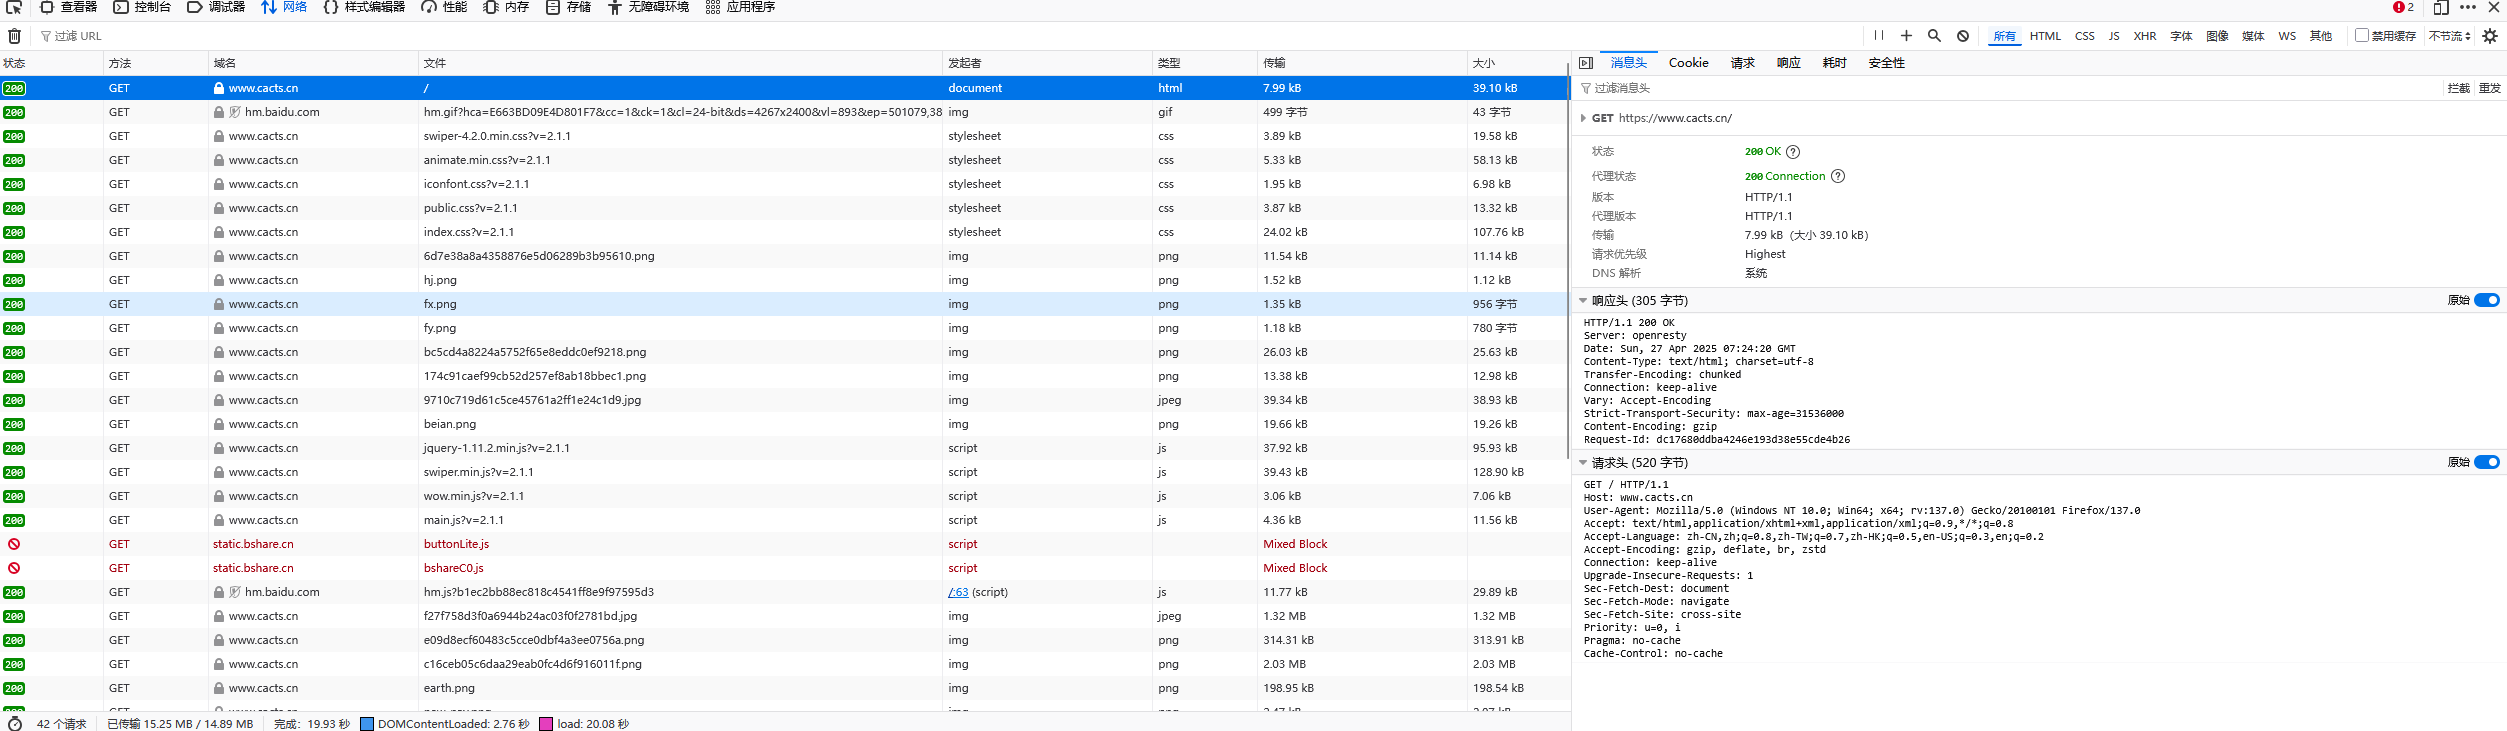 查看器 控制台 调试器 网络 样式编辑器 性能 内存 存储 无障碍环境 应用程序 2
过滤 URL 所有 HTML CSS JS XHR 字体 图像 媒体 WS 其他 禁用缓存 不节流
状态 方法 域名 文件 发起者 类型 传输 大小
200 GET www.cacts.cn / document html 7.99 kB 39.10 kB
200 GET hm.baidu.com hm.gif?hca=E663BD09E4D801F7&cc=1&ck=1&cl=24-bit&ds=4267x2400&vl=893&ep=501079,38 img gif 499 字节 43 字节
200 GET www.cacts.cn swiper-4.2.0.min.css?v=2.1.1 stylesheet css 3.89 kB 19.58 kB
200 GET www.cacts.cn animate.min.css?v=2.1.1 stylesheet css 5.33 kB 58.13 kB
200 GET www.cacts.cn iconfont.css?v=2.1.1 stylesheet css 1.95 kB 6.98 kB
200 GET www.cacts.cn public.css?v=2.1.1 stylesheet css 3.87 kB 13.32 kB
200 GET www.cacts.cn index.css?v=2.1.1 stylesheet css 24.02 kB 107.76 kB
200 GET www.cacts.cn 6d7e38a8a4358876e5d06289b3b95610.png img png 11.54 kB 11.14 kB
200 GET www.cacts.cn hj.png img png 1.52 kB 1.12 kB
200 GET www.cacts.cn fx.png img png 1.35 kB 956 字节
200 GET www.cacts.cn fy.png img png 1.18 kB 780 字节
200 GET www.cacts.cn bc5cd4a8224a5752f65e8eddc0ef9218.png img png 26.03 kB 25.63 kB
200 GET www.cacts.cn 174c91caef99cb52d257ef8ab18bbec1.png img png 13.38 kB 12.98 kB
200 GET www.cacts.cn 9710c719d61c5ce45761a2ff1e24c1d9.jpg img jpeg 39.34 kB 38.93 kB
200 GET www.cacts.cn beian.png img png 19.66 kB 19.26 kB
200 GET www.cacts.cn jquery-1.11.2.min.js?v=2.1.1 script js 37.92 kB 95.93 kB
200 GET www.cacts.cn swiper.min.js?v=2.1.1 script js 39.43 kB 128.90 kB
200 GET www.cacts.cn wow.min.js?v=2.1.1 script js 3.06 kB 7.06 kB
200 GET www.cacts.cn main.js?v=2.1.1 script js 4.36 kB 11.56 kB
GET static.bshare.cn buttonLite.js script Mixed Block
GET static.bshare.cn bshareC0.js script Mixed Block
200 GET hm.baidu.com hm.js?b1ec2bb88ec818c4541ff8e9f97595d3 /:63 (script) js 11.77 kB 29.89 kB
200 GET www.cacts.cn f27f758d3f0a6944b24ac03f0f2781bd.jpg img jpeg 1.32 MB 1.32 MB
200 GET www.cacts.cn e09d8ecf60483c5cce0dbf4a3ee0756a.png img png 314.31 kB 313.91 kB
200 GET www.cacts.cn c16ceb05c6daa29eab0fc4d6f916011f.png img png 2.03 MB 2.03 MB
200 GET www.cacts.cn earth.png img png 198.95 kB 198.54 kB
42 个请求 已传输 15.25 MB / 14.89 MB 完成：19.93 秒 DOMContentLoaded: 2.76 秒 load: 20.08 秒
消息头 Cookie 请求 响应 耗时 安全性
过滤消息头 拦截 重发
GET https://www.cacts.cn/
状态 200 OK ?
代理状态 200 Connection ?
版本 HTTP/1.1
代理版本 HTTP/1.1
传输 7.99 kB（大小 39.10 kB）
请求优先级 Highest
DNS 解析 系统
响应头 (305 字节) 原始
HTTP/1.1 200 OK
Server: openresty
Date: Sun, 27 Apr 2025 07:24:20 GMT
Content-Type: text/html; charset=utf-8
Transfer-Encoding: chunked
Connection: keep-alive
Vary: Accept-Encoding
Strict-Transport-Security: max-age=31536000
Content-Encoding: gzip
Request-Id: dc17680ddba4246e193d38e55cde4b26
请求头 (520 字节) 原始
GET / HTTP/1.1
Host: www.cacts.cn
User-Agent: Mozilla/5.0 (Windows NT 10.0; Win64; x64; rv:137.0) Gecko/20100101 Firefox/137.0
Accept: text/html,application/xhtml+xml,application/xml;q=0.9,*/*;q=0.8
Accept-Language: zh-CN,zh;q=0.8,zh-TW;q=0.7,zh-HK;q=0.5,en-US;q=0.3,en;q=0.2
Accept-Encoding: gzip, deflate, br, zstd
Connection: keep-alive
Upgrade-Insecure-Requests: 1
Sec-Fetch-Dest: document
Sec-Fetch-Mode: navigate
Sec-Fetch-Site: cross-site
Priority: u=0, i
Pragma: no-cache
Cache-Control: no-cache